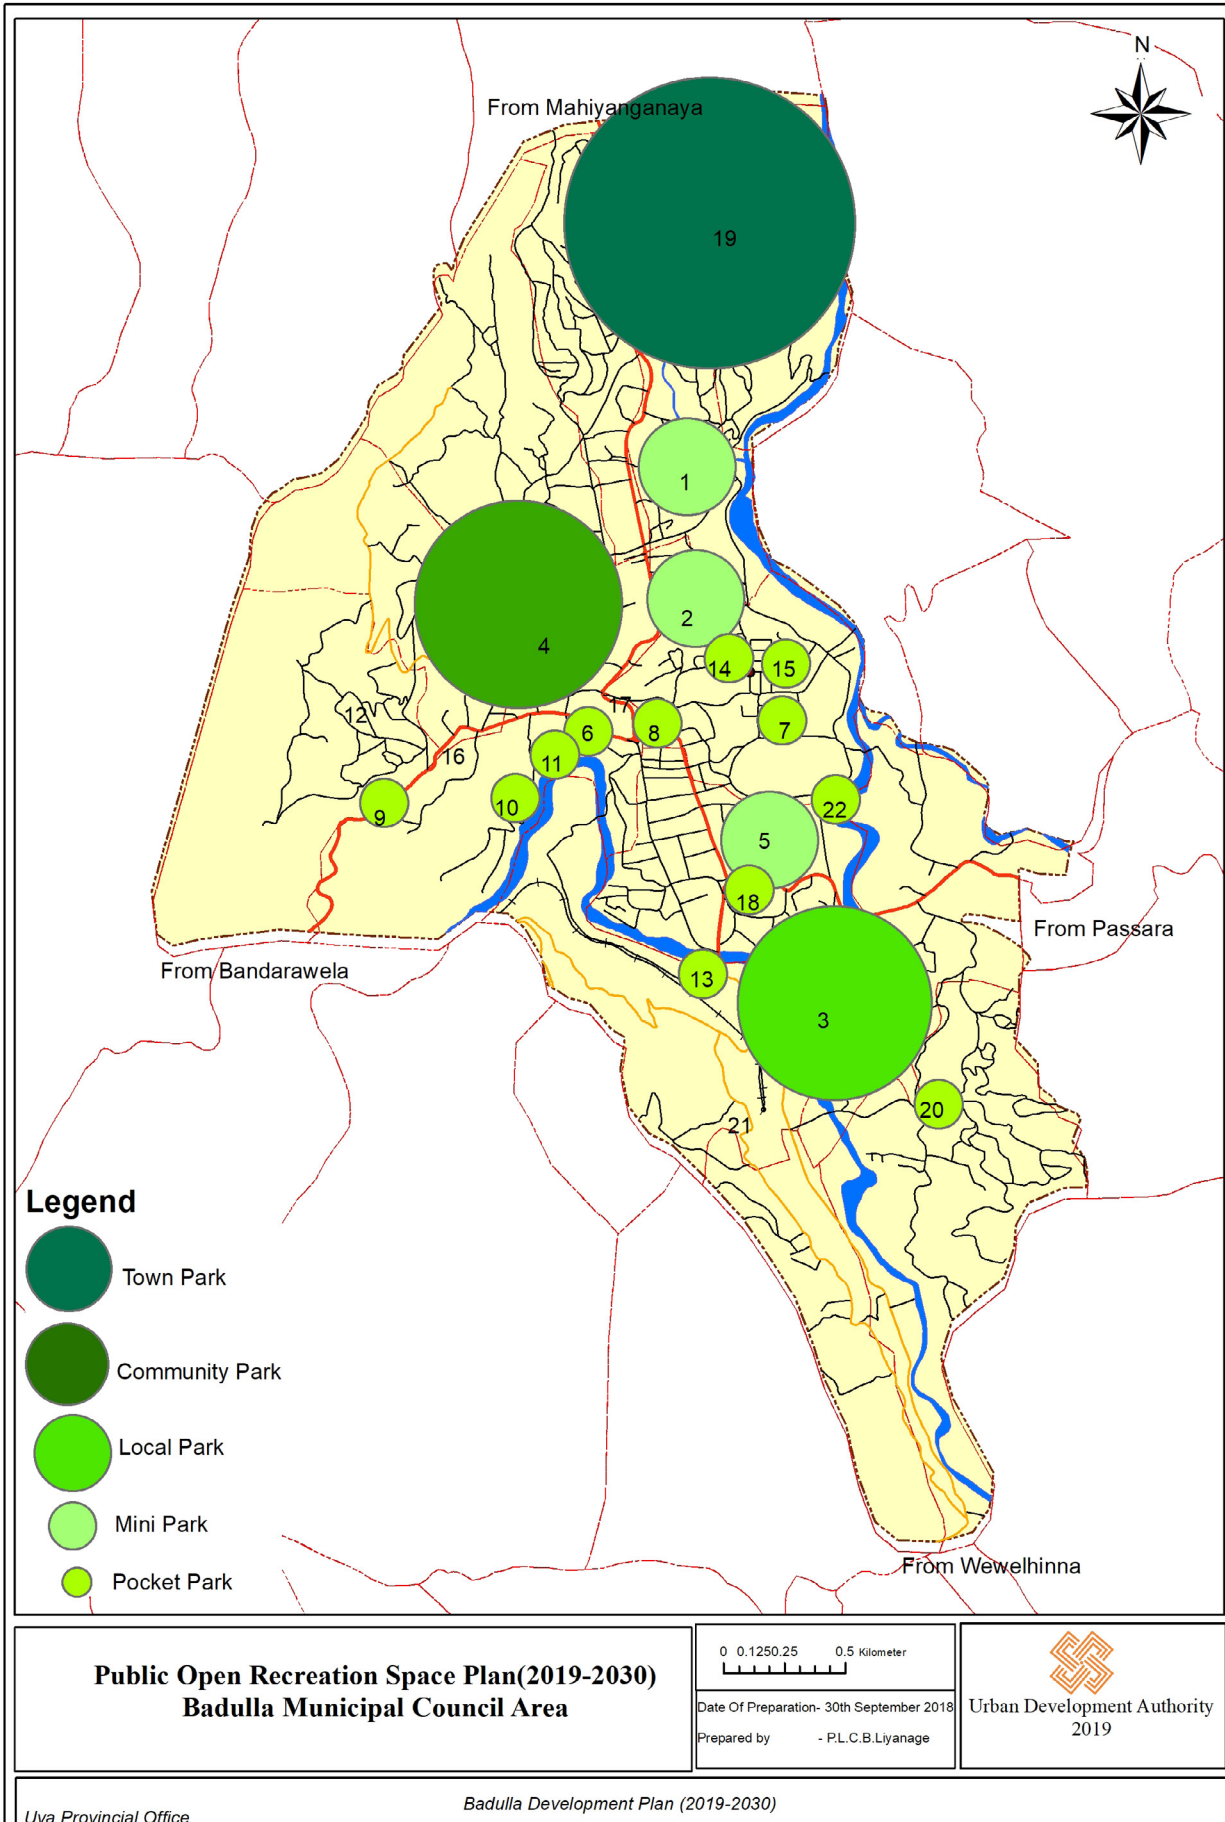 N
From Mahiyanganaya
19
1
2
4
14
15
12
17
6
8
7
16
11
10
9
22
5
18
From Passara
From Bandarawela
13
3
20
21
Legend
Town Park
Community Park
Local Park
Mini Park
Pocket Park
From Wewelhinna
Public Open Recreation Space Plan(2019-2030)
Badulla Municipal Council Area
0 0.1250.25 0.5 Kilometer
Date Of Preparation- 30th September 2018
Prepared by - P.L.C.B.Liyanage
Urban Development Authority
2019
Badulla Development Plan (2019-2030)
Uva Provincial Office